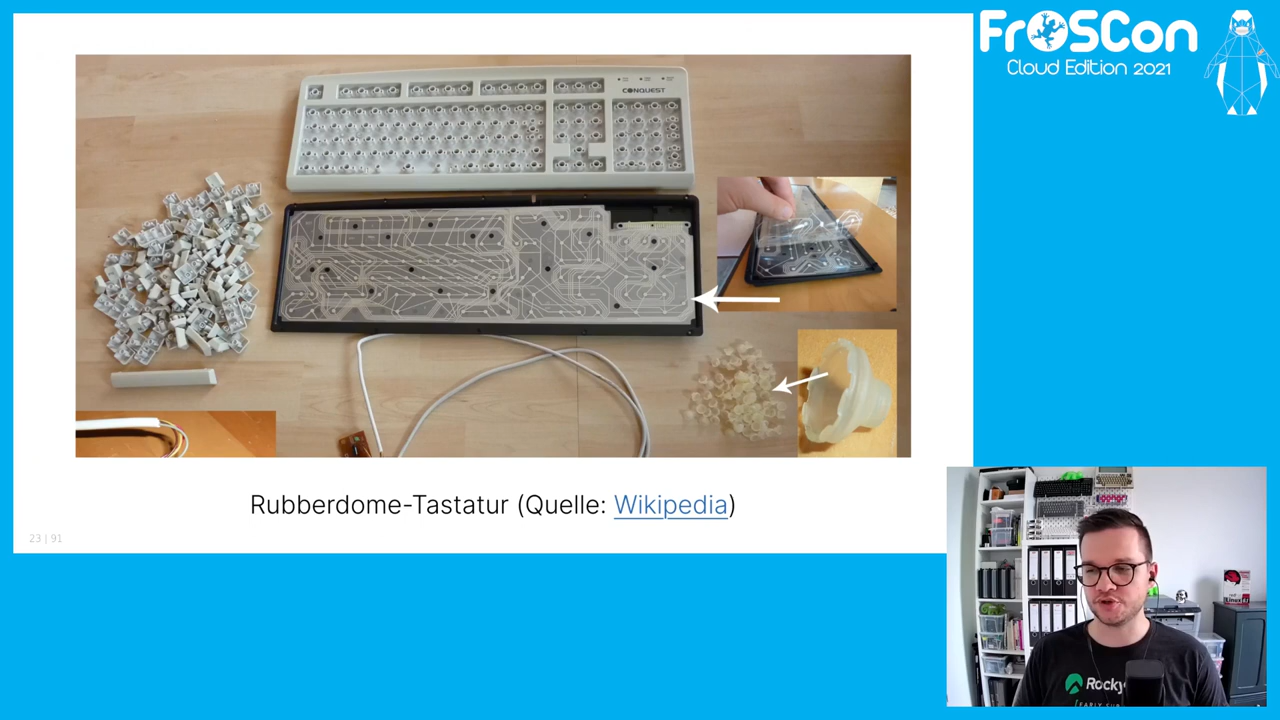 FrOSCon
Cloud Edition 2021
CONQUEST
Rubberdome-Tastatur (Quelle: Wikipedia)
23 | 91
Rocky